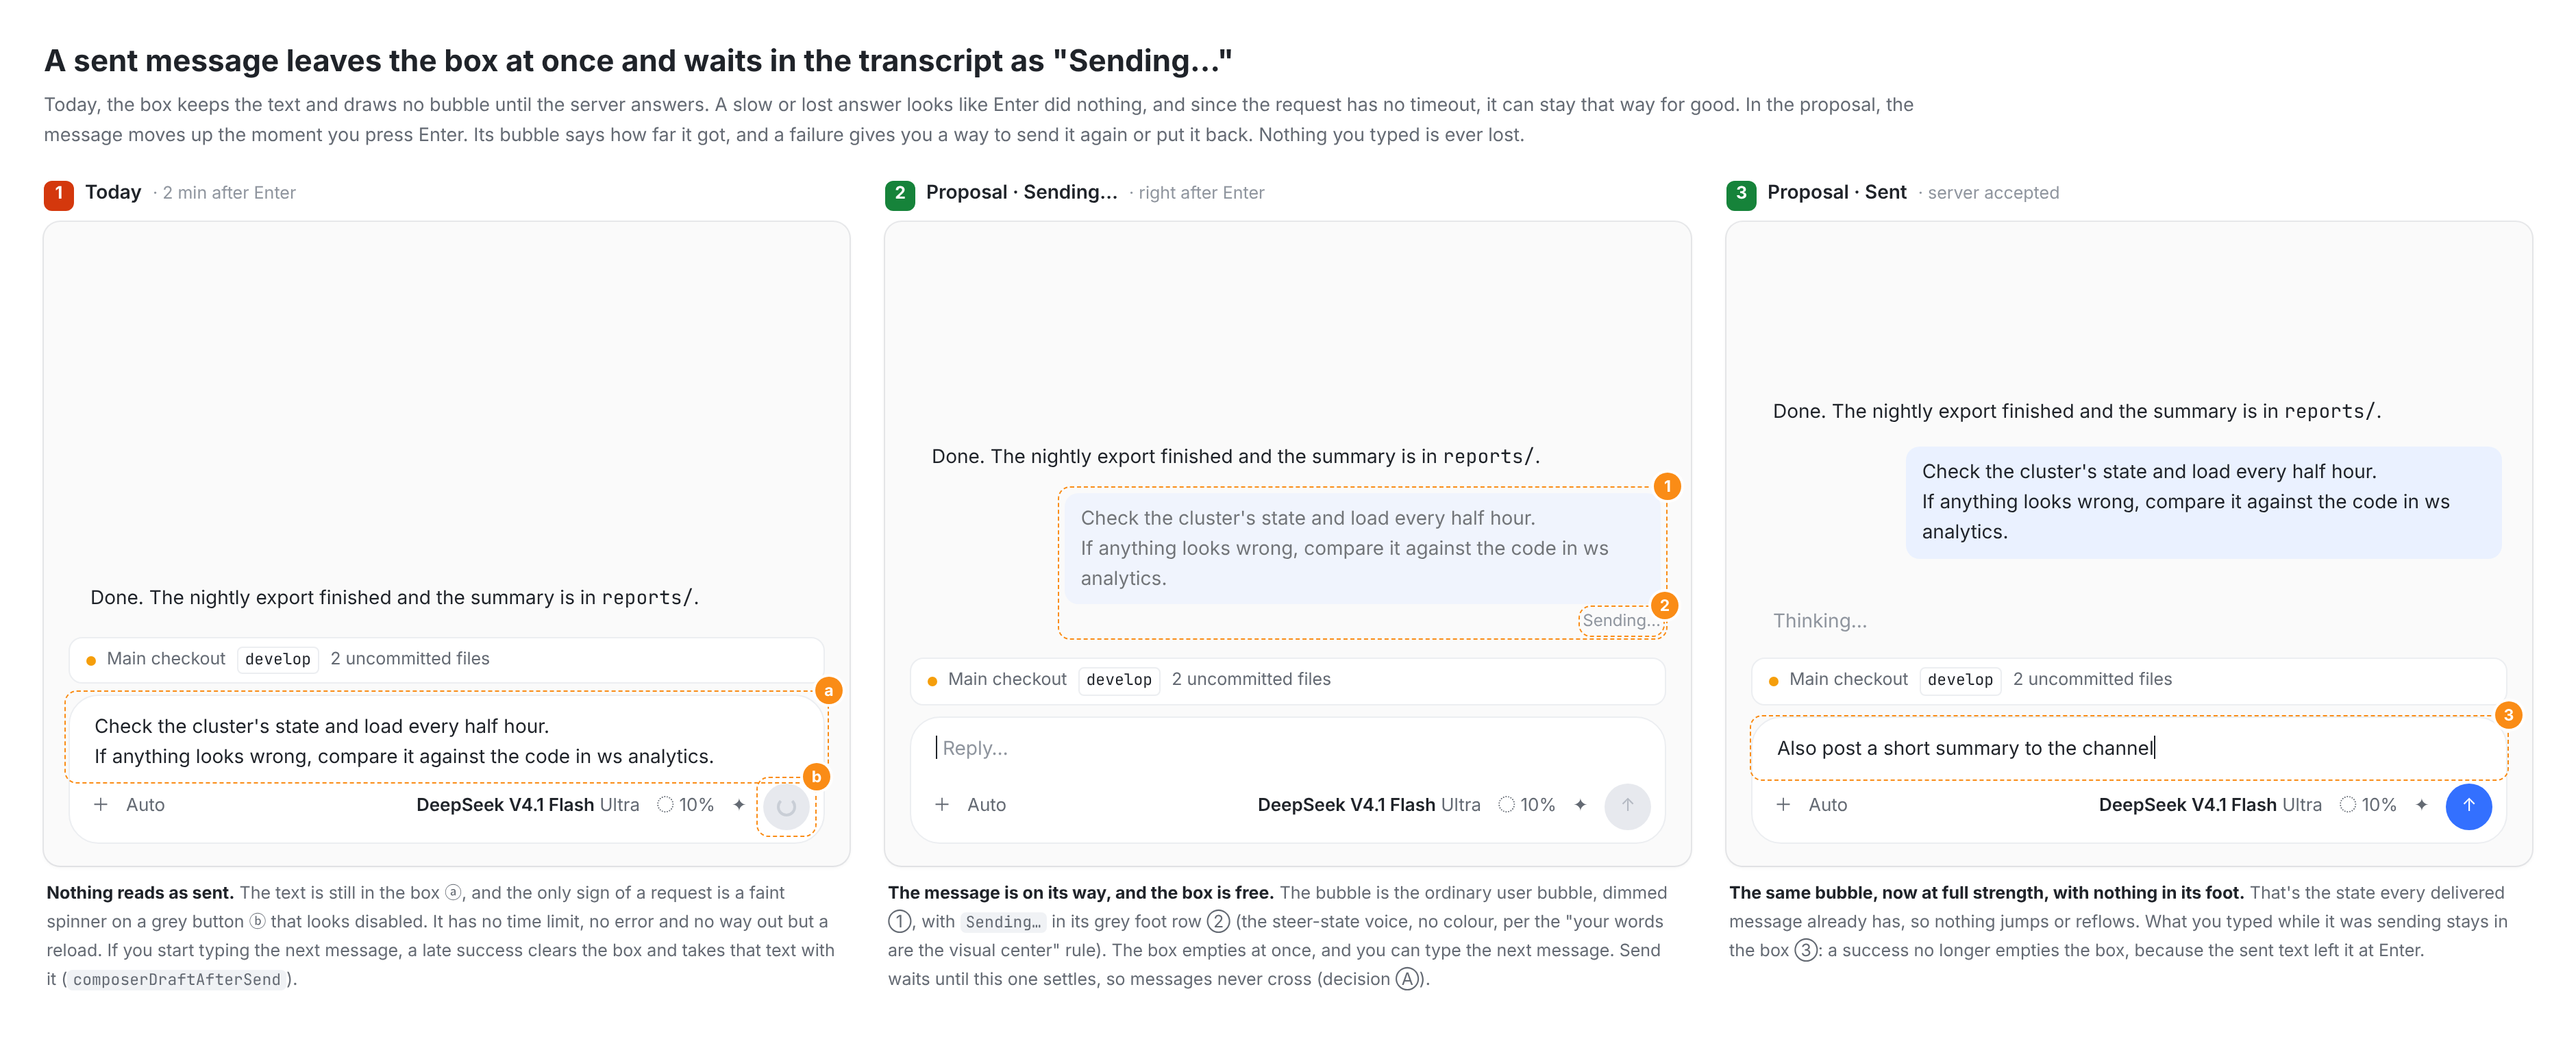 A sent message leaves the box at once and waits in the transcript as "Sending…"
Today, the box keeps the text and draws no bubble until the server answers. A slow or lost answer looks like Enter did nothing, and since the request has no timeout, it can stay that way for good. In the proposal, the
message moves up the moment you press Enter. Its bubble says how far it got, and a failure gives you a way to send it again or put it back. Nothing you typed is ever lost.
1 Today · 2 min after Enter
Done. The nightly export finished and the summary is in reports/.
Main checkout develop 2 uncommitted files
a
Check the cluster's state and load every half hour.
If anything looks wrong, compare it against the code in ws analytics.
b
+ Auto DeepSeek V4.1 Flash Ultra 10%
Nothing reads as sent. The text is still in the box ⓐ, and the only sign of a request is a faint
spinner on a grey button ⓑ that looks disabled. It has no time limit, no error and no way out but a
reload. If you start typing the next message, a late success clears the box and takes that text with
it (composerDraftAfterSend).
2 Proposal · Sending… · right after Enter
Done. The nightly export finished and the summary is in reports/.
1
Check the cluster's state and load every half hour.
If anything looks wrong, compare it against the code in ws
analytics.
2
Sending…
Main checkout develop 2 uncommitted files
Reply…
+ Auto DeepSeek V4.1 Flash Ultra 10%
The message is on its way, and the box is free. The bubble is the ordinary user bubble, dimmed
①, with Sending… in its grey foot row ② (the steer-state voice, no colour, per the "your words
are the visual center" rule). The box empties at once, and you can type the next message. Send
waits until this one settles, so messages never cross (decision Ⓐ).
3 Proposal · Sent · server accepted
Done. The nightly export finished and the summary is in reports/.
Check the cluster's state and load every half hour.
If anything looks wrong, compare it against the code in ws
analytics.
Thinking…
Main checkout develop 2 uncommitted files
3
Also post a short summary to the channel
+ Auto DeepSeek V4.1 Flash Ultra 10%
The same bubble, now at full strength, with nothing in its foot. That's the state every delivered
message already has, so nothing jumps or reflows. What you typed while it was sending stays in
the box ③: a success no longer empties the box, because the sent text left it at Enter.